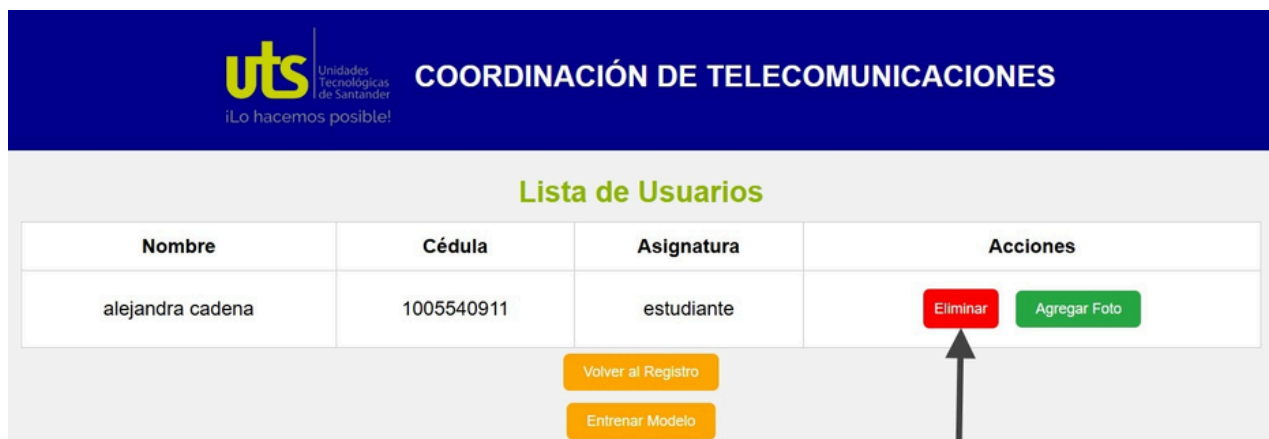 uts Unidades
Tecnológicas
de Santander
¡Lo hacemos posible!
COORDINACIÓN DE TELECOMUNICACIONES
Lista de Usuarios
Nombre Cédula Asignatura Acciones
alejandra cadena 1005540911 estudiante Eliminar Agregar Foto
Volver al Registro
Entrenar Modelo